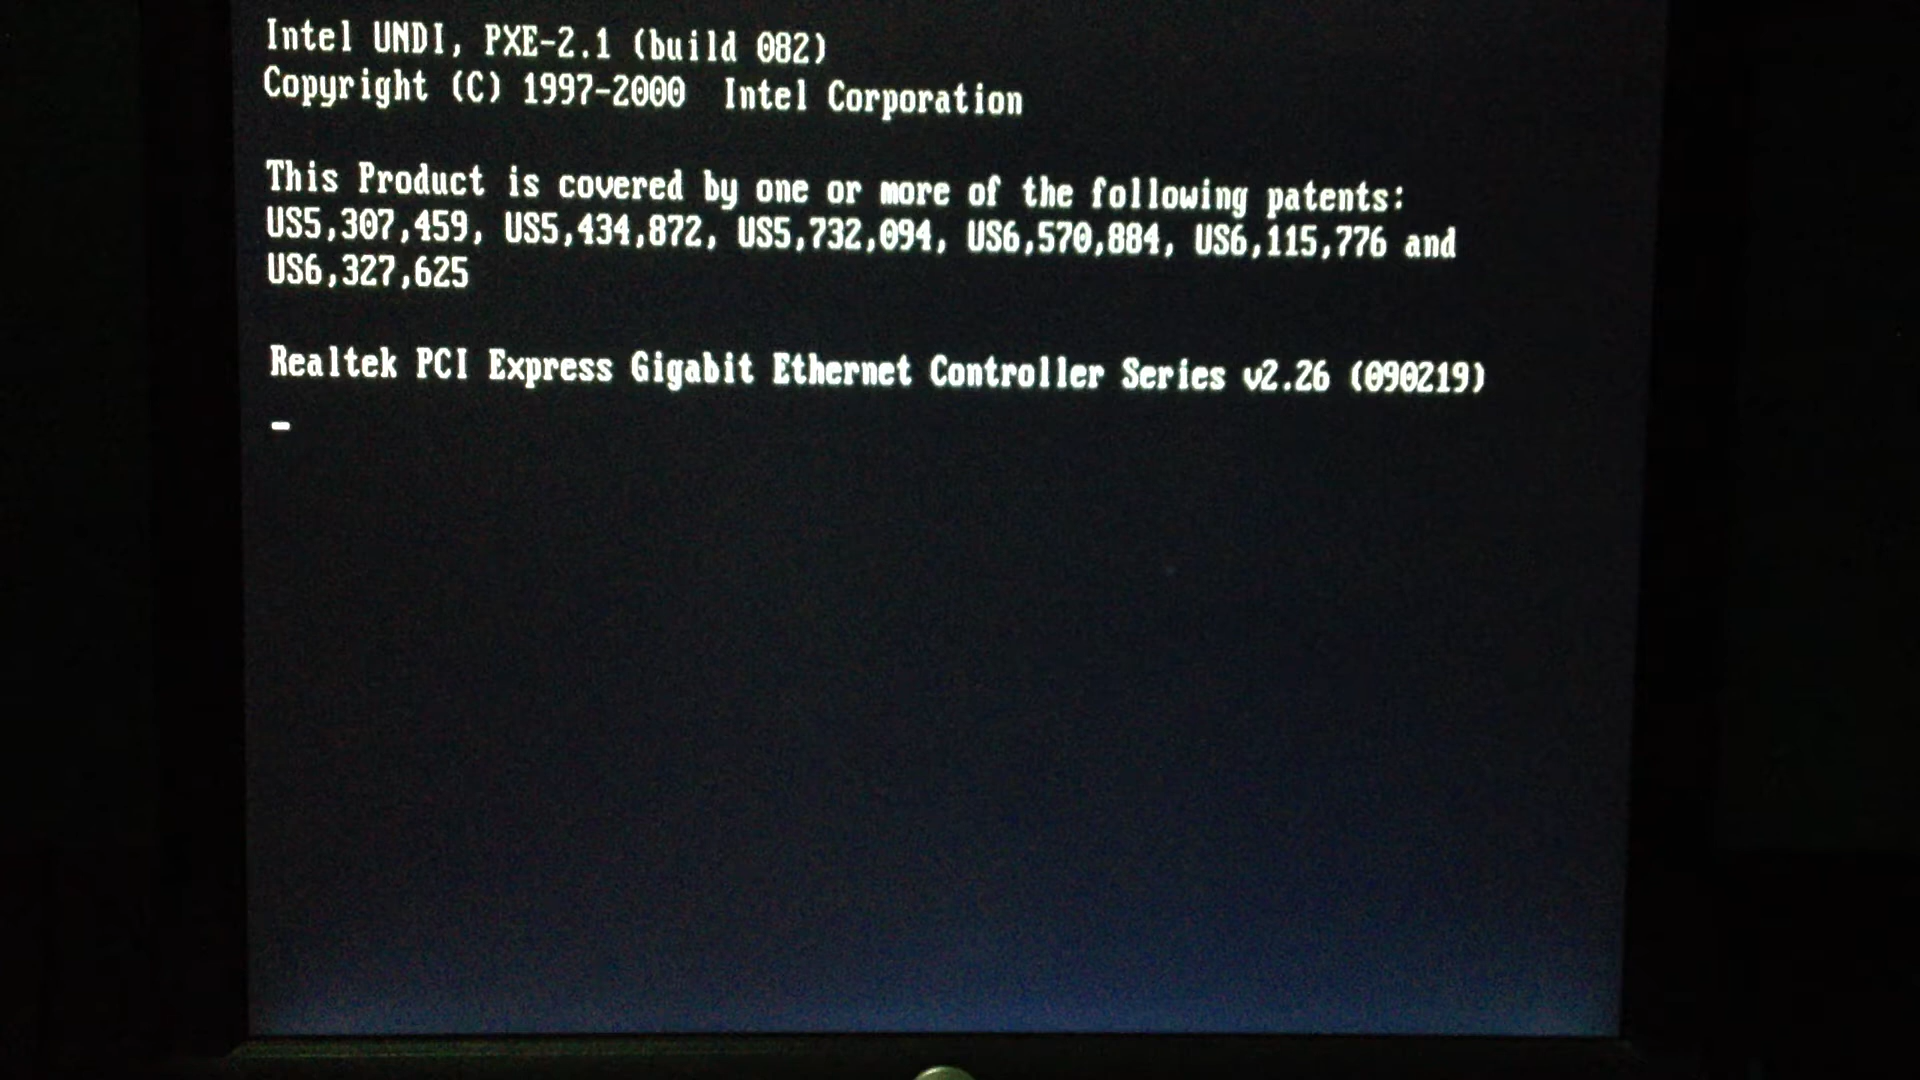 Intel UNDI, PXE-2.1 (build 082)
Copyright (C) 1997-2000  Intel Corporation
This Product is covered by one or more of the following patents:
US5,307,459, US5,434,872, US5,732,094, US6,570,884, US6,115,776 and
US6,327,625
Realtek PCI Express Gigabit Ethernet Controller Series v2.26 (090219)